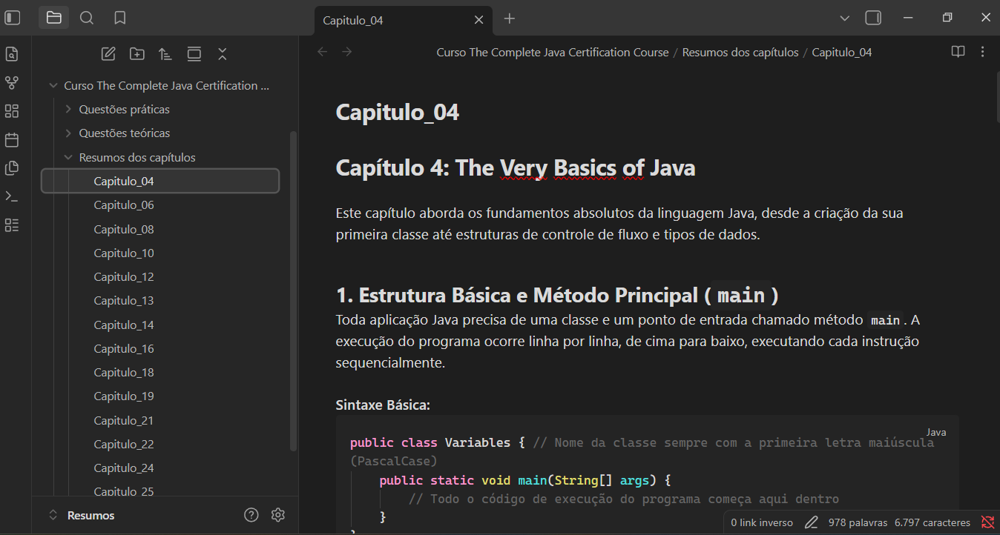 Capitulo_04
Curso The Complete Java Certification Course / Resumos dos capítulos / Capitulo_04
Curso The Complete Java Certification ...
Questões práticas
Questões teóricas
Resumos dos capítulos
Capitulo_04
Capitulo_06
Capitulo_08
Capitulo_10
Capitulo_12
Capitulo_13
Capitulo_14
Capitulo_16
Capitulo_18
Capitulo_19
Capitulo_21
Capitulo_22
Capitulo_24
Capitulo_25
Resumos
Capitulo_04
Capítulo 4: The Very Basics of Java
Este capítulo aborda os fundamentos absolutos da linguagem Java, desde a criação da sua
primeira classe até estruturas de controle de fluxo e tipos de dados.
1. Estrutura Básica e Método Principal ( main )
Toda aplicação Java precisa de uma classe e um ponto de entrada chamado método main . A
execução do programa ocorre linha por linha, de cima para baixo, executando cada instrução
sequencialmente.
Sintaxe Básica:
Java
public class Variables { // Nome da classe sempre com a primeira letra maiúscula
(PascalCase)
public static void main(String[] args) {
// Todo o código de execução do programa começa aqui dentro
}
}
0 link inverso 978 palavras 6.797 caracteres